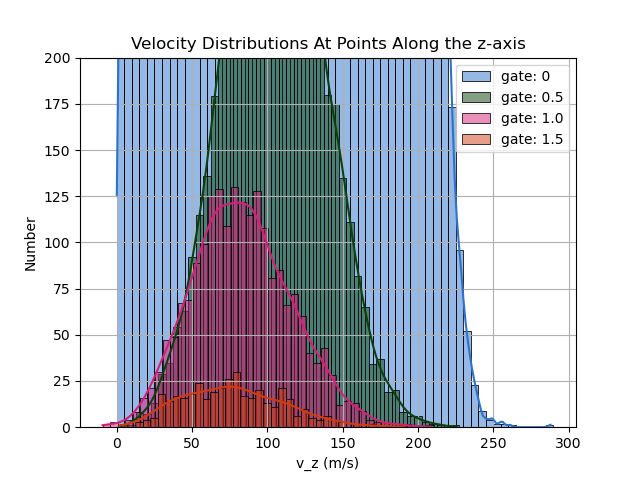 Velocity Distributions At Points Along the z-axis
200
175
150
125
100
75
50
25
0
Number
gate: 0
gate: 0.5
gate: 1.0
gate: 1.5
0 50 100 150 200 250 300
v_z (m/s)